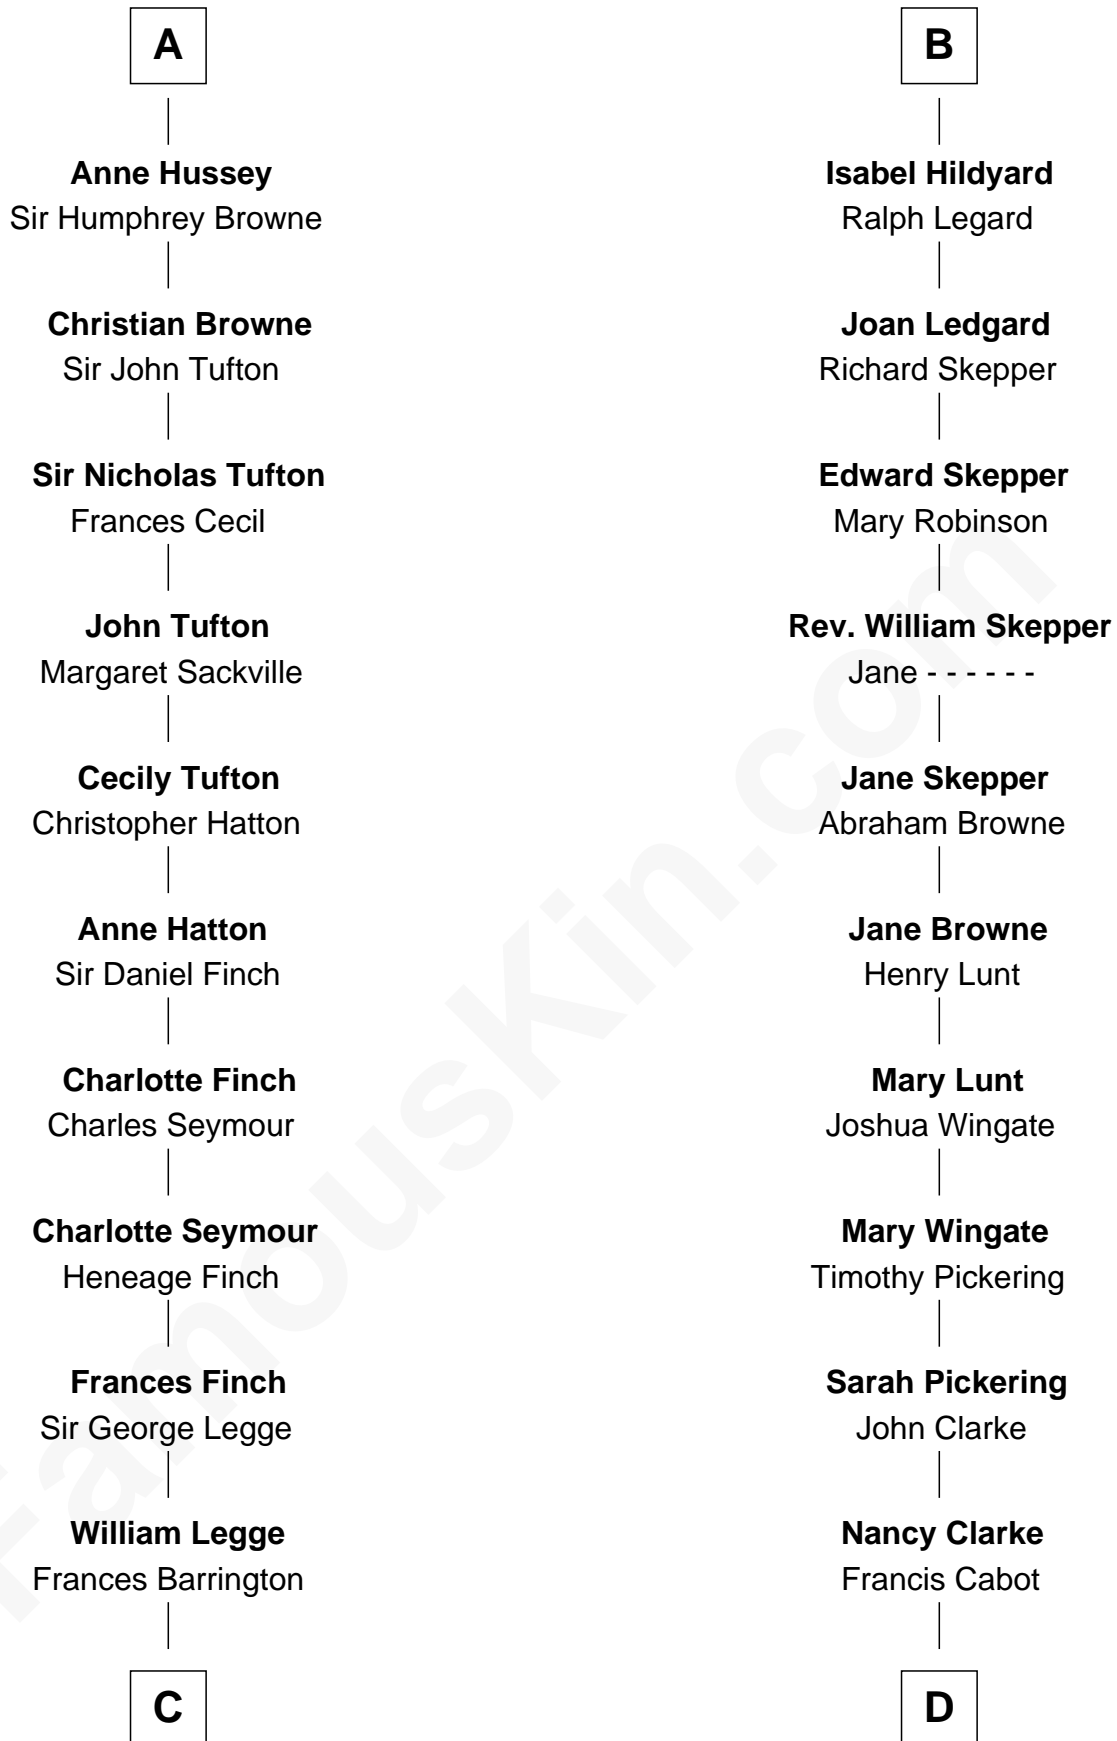 A
Anne Hussey
Sir Humphrey Browne
Christian Browne
Sir John Tufton
Sir Nicholas Tufton
Frances Cecil
John Tufton
Margaret Sackville
Cecily Tufton
Christopher Hatton
Anne Hatton
Sir Daniel Finch
Charlotte Finch
Charles Seymour
Charlotte Seymour
Heneage Finch
Frances Finch
Sir George Legge
William Legge
Frances Barrington
C
B
Isabel Hildyard
Ralph Legard
Joan Ledgard
Richard Skepper
Edward Skepper
Mary Robinson
Rev. William Skepper
Jane - - - - - -
Jane Skepper
Abraham Browne
Jane Browne
Henry Lunt
Mary Lunt
Joshua Wingate
Mary Wingate
Timothy Pickering
Sarah Pickering
John Clarke
Nancy Clarke
Francis Cabot
D
FamousKin.com